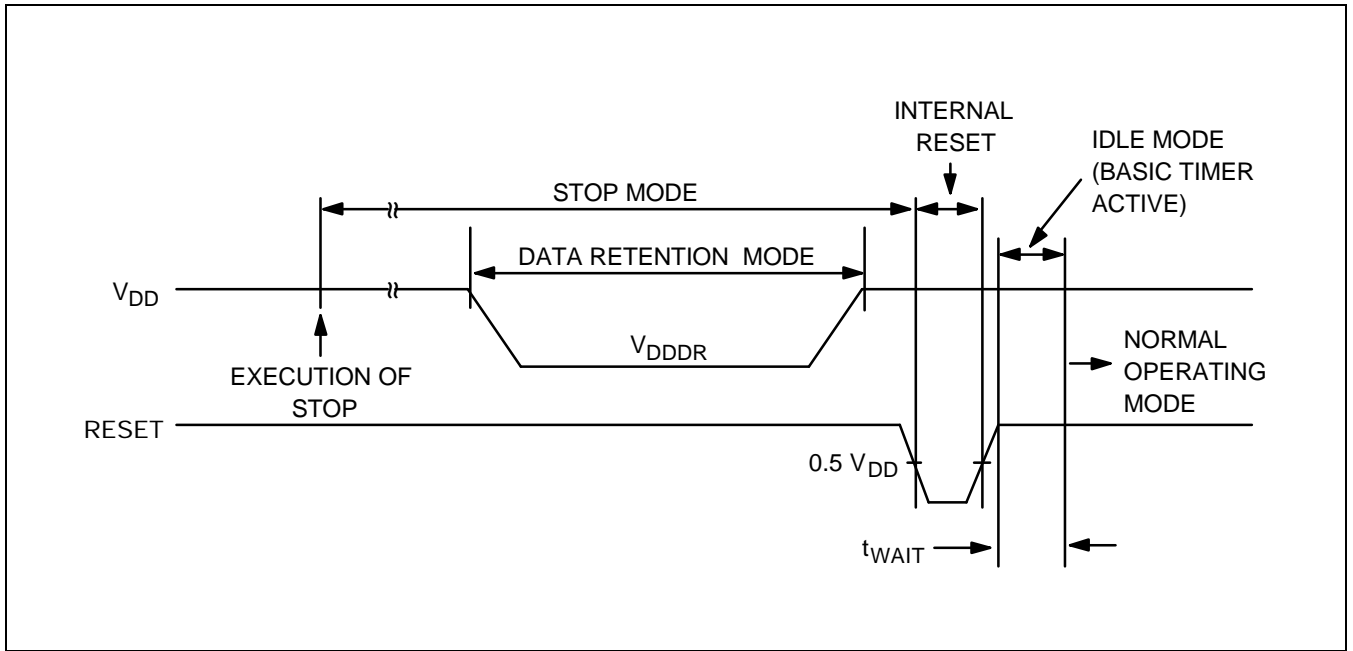 INTERNAL
RESET
IDLE MODE
(BASIC TIMER
ACTIVE)
STOP MODE
DATA RETENTION MODE
VDD
VDDDR
EXECUTION OF
STOP
NORMAL
OPERATING
MODE
RESET
0.5 VDD
tWAIT